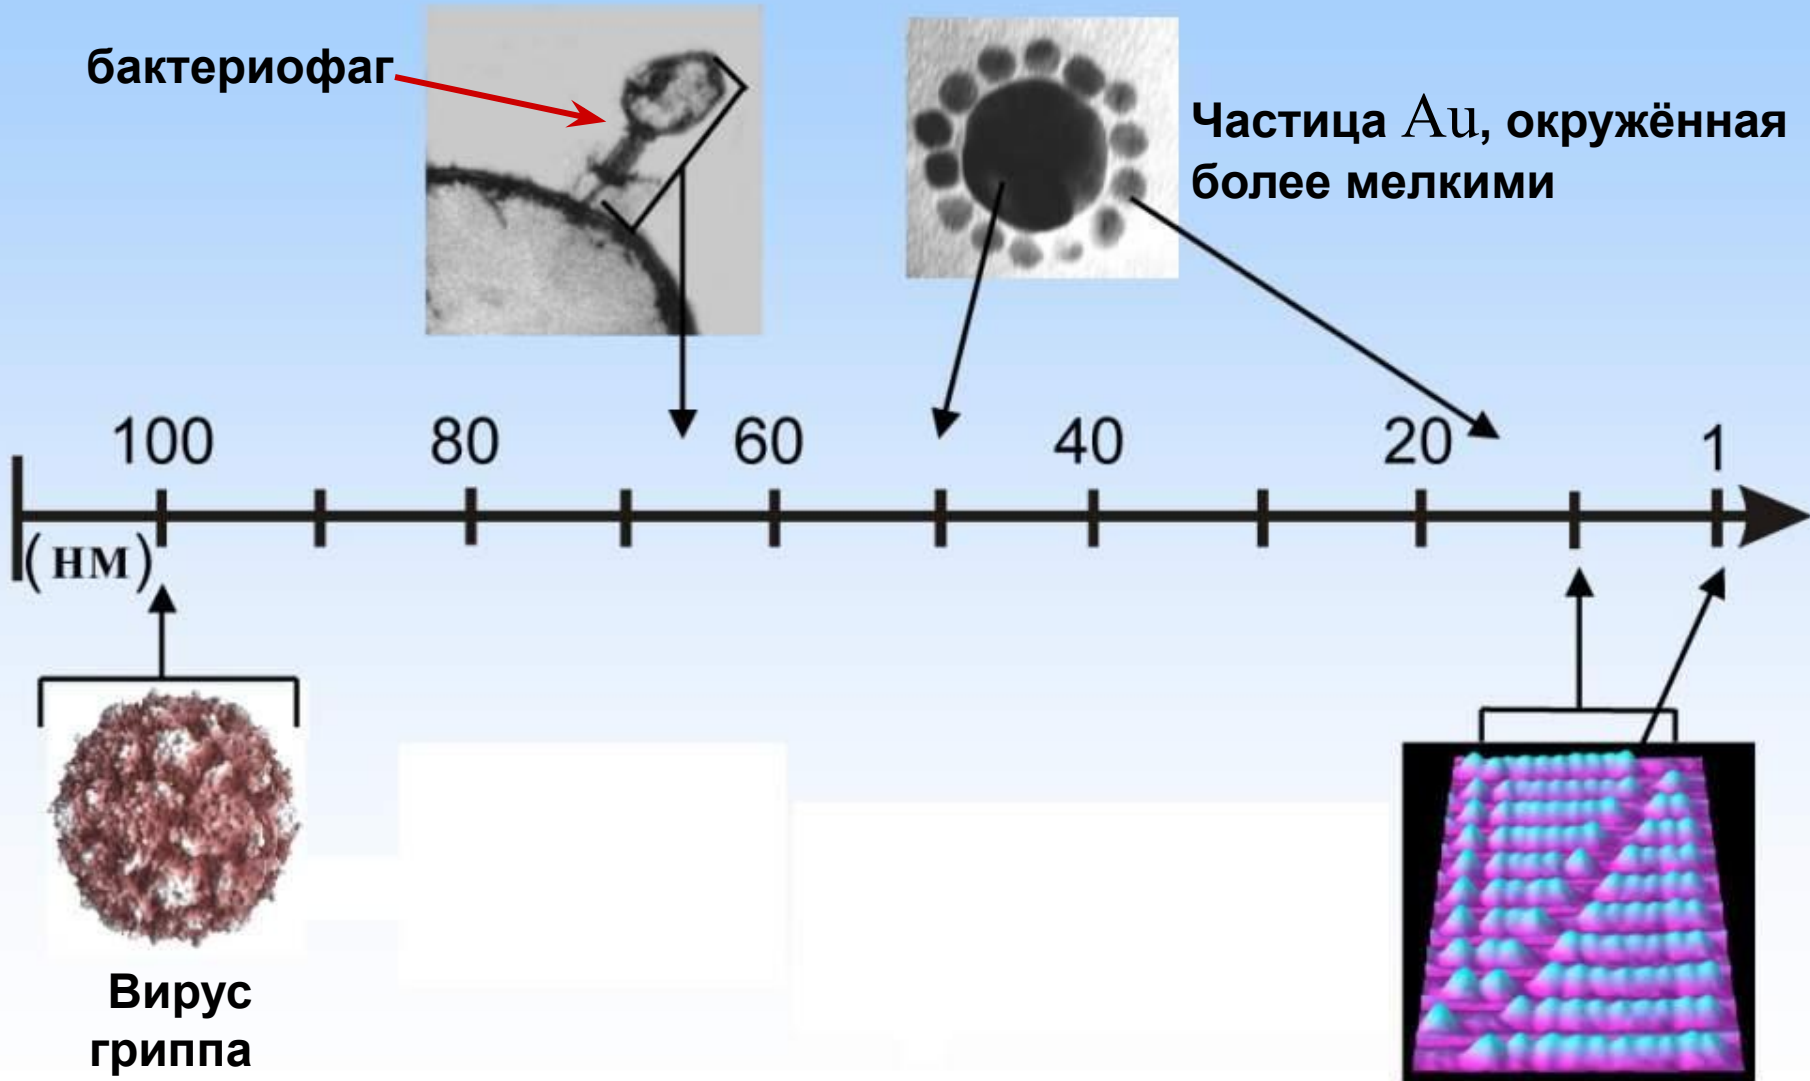 бактериофаг
Частица Au, окружённая
более мелкими
100 80 60 40 20 1
(нм)
Вирус
гриппа